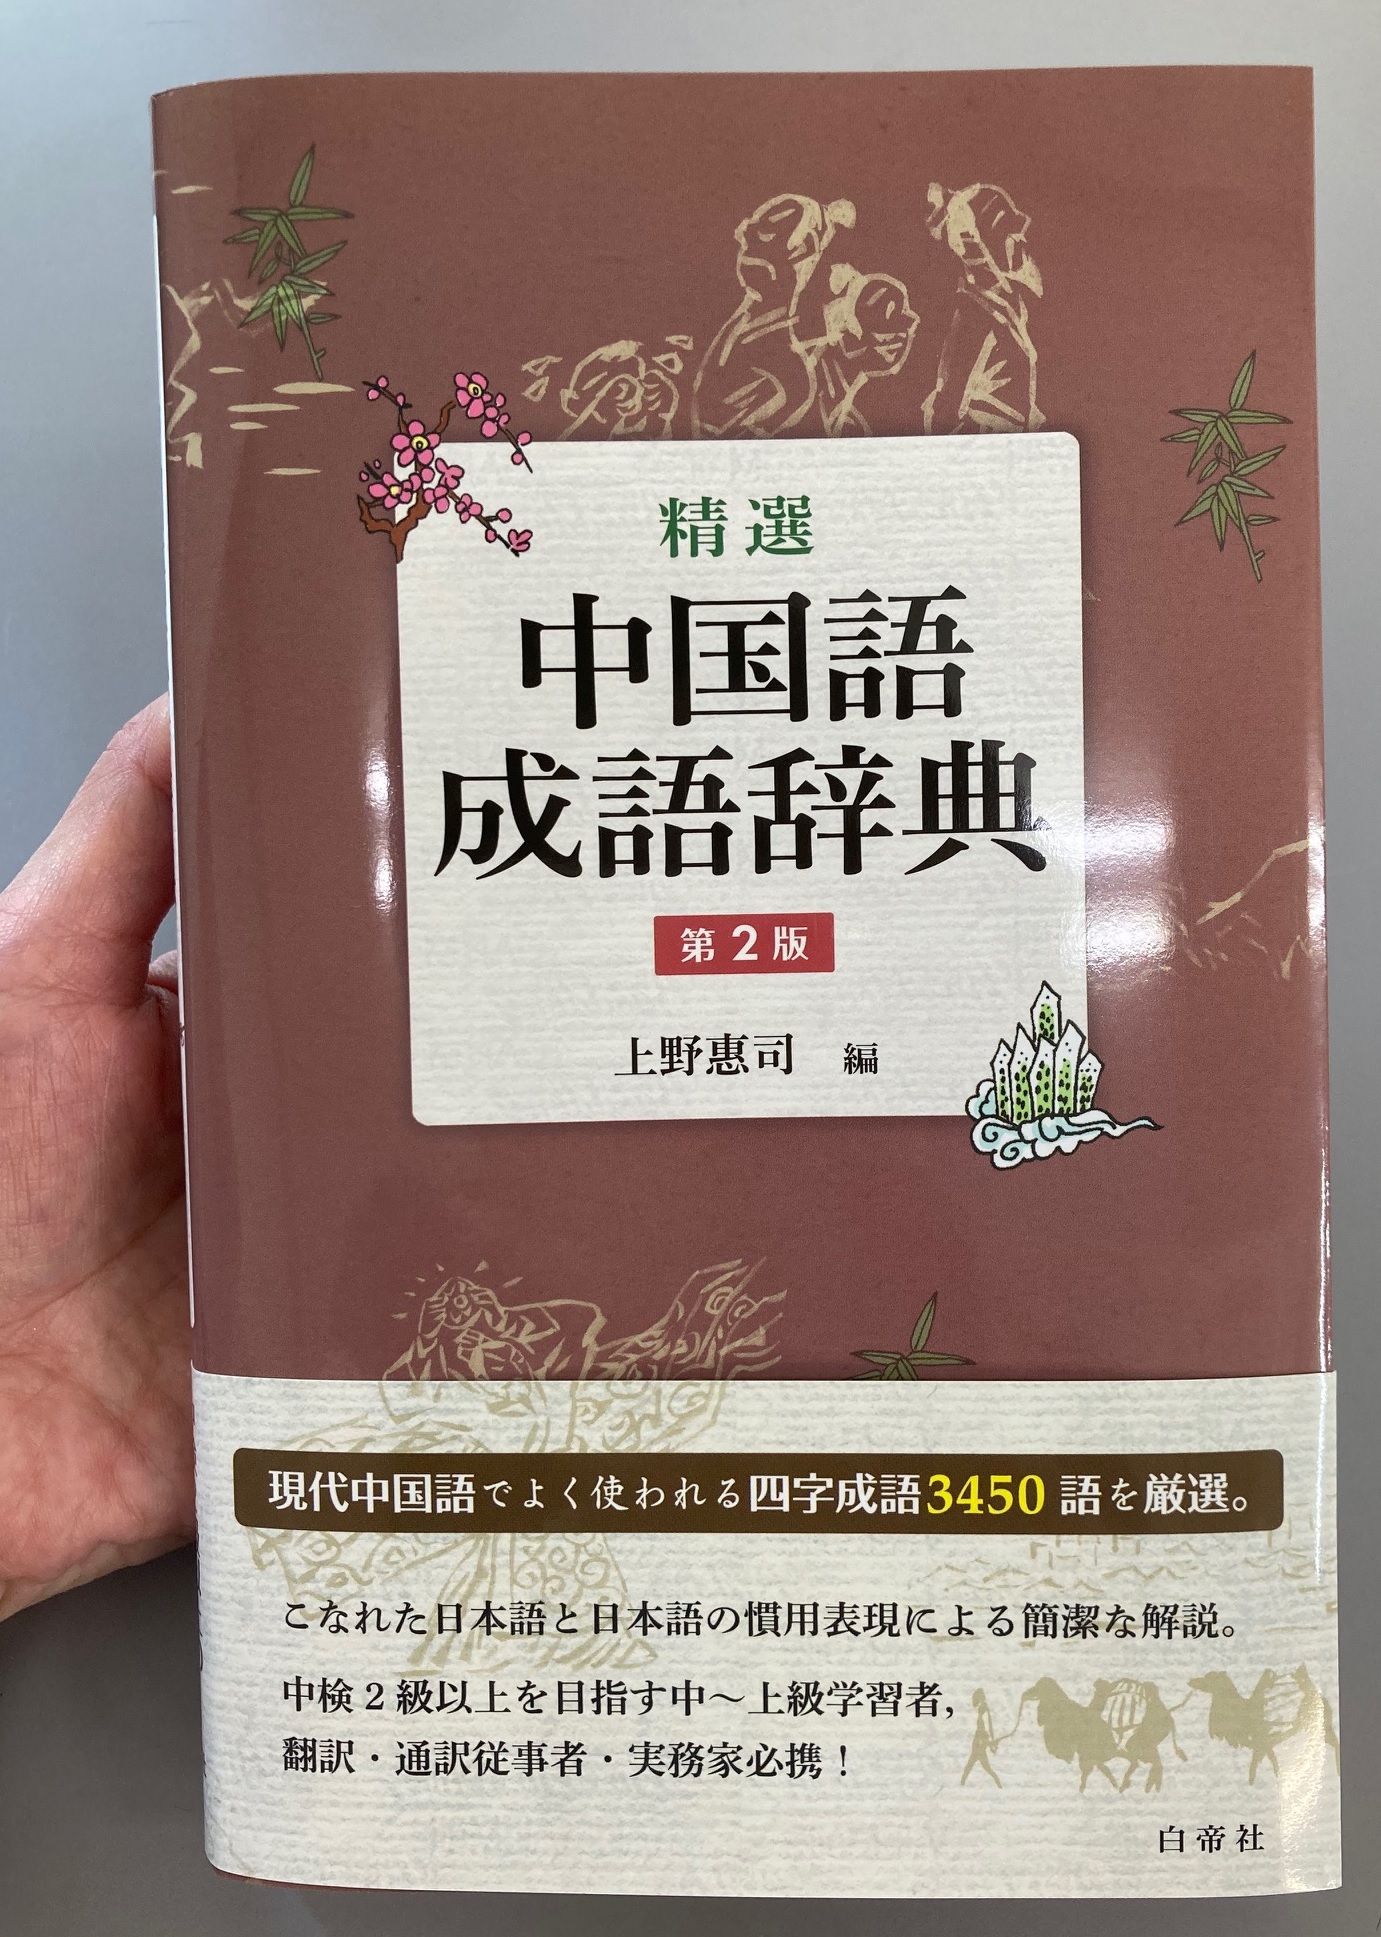 精選
中国語
成語辞典
第2版
上野惠司 編
現代中国語でよく使われる四字成語3450語を厳選。
こなれた日本語と日本語の慣用表現による簡潔な解説。
中検2級以上を目指す中〜上級学習者,
翻訳・通訳従事者・実務家必携！
白帝社